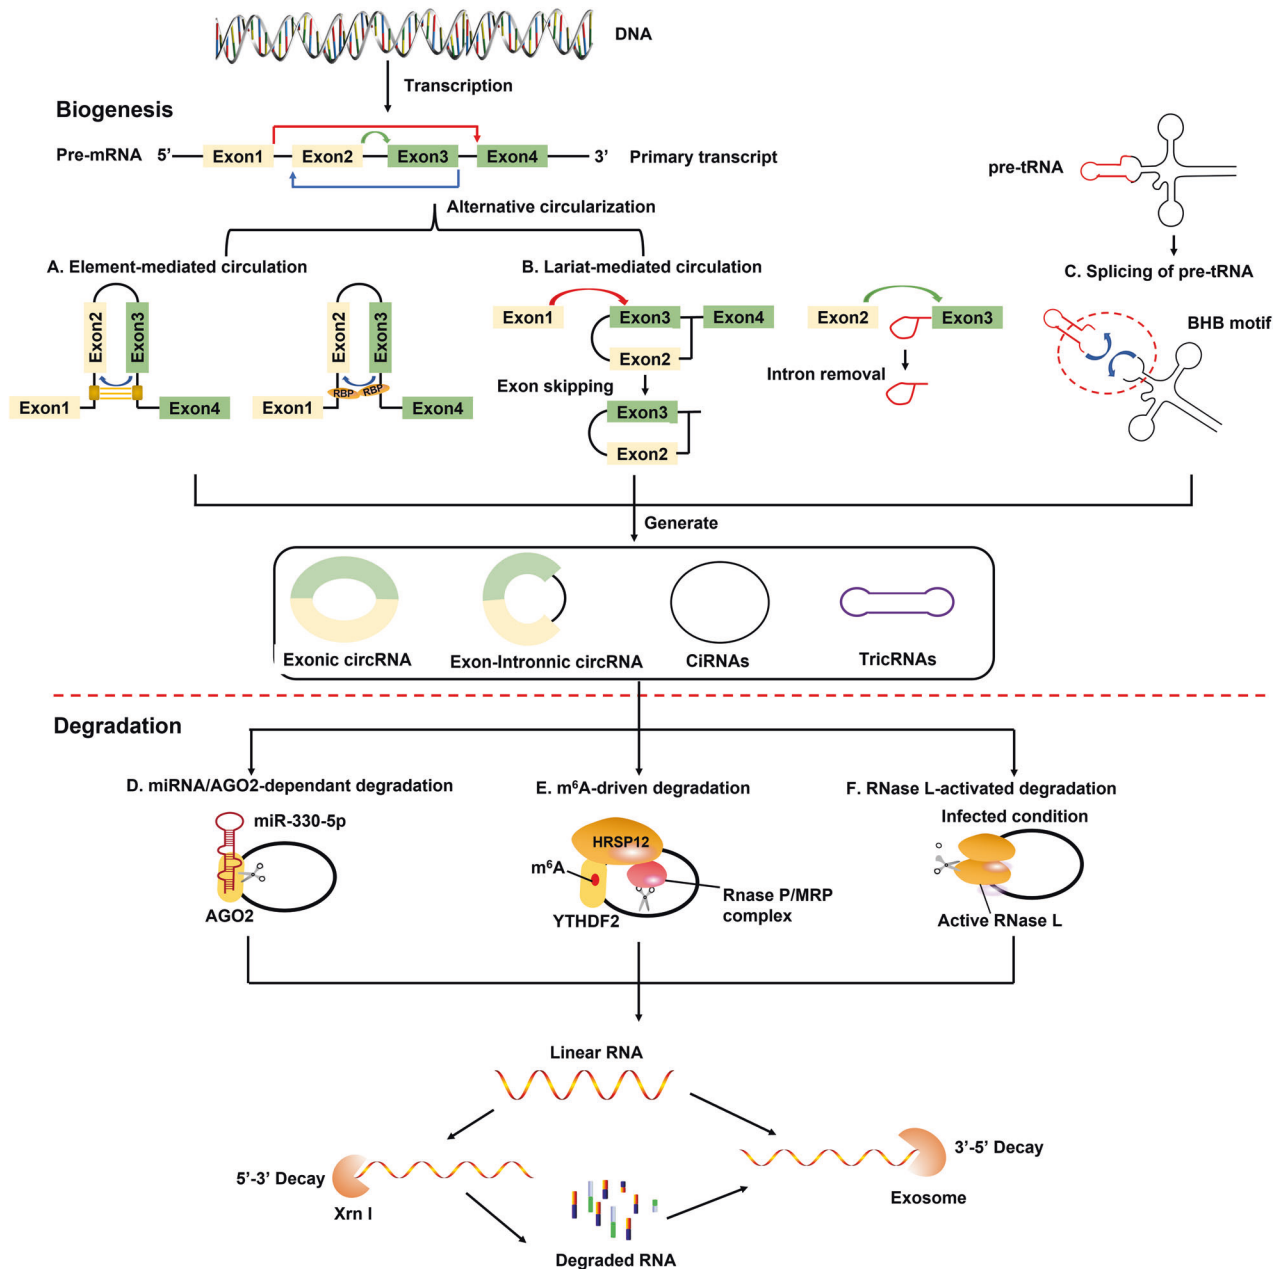 DNA
Transcription
Biogenesis
Pre-mRNA 5’ Exon1 Exon2 Exon3 Exon4 3’ Primary transcript
pre-tRNA
Alternative circularization
A. Element-mediated circulation
B. Lariat-mediated circulation
C. Splicing of pre-tRNA
Exon2
Exon3
Exon1
Exon4
Exon2
Exon3
RBP RBP
Exon1
Exon4
Exon1 Exon3 Exon4
Exon2
Exon skipping
Exon3
Exon2
Exon2 Exon3
Intron removal
BHB motif
Generate
Exonic circRNA
Exon-Intronnic circRNA
CiRNAs
TricRNAs
Degradation
D. miRNA/AGO2-dependant degradation
miR-330-5p
AGO2
E. m⁶A-driven degradation
HRSP12
m⁶A
YTHDF2
Rnase P/MRP
complex
F. RNase L-activated degradation
Infected condition
Active RNase L
Linear RNA
5’-3’ Decay
Xrn I
3’-5’ Decay
Exosome
Degraded RNA